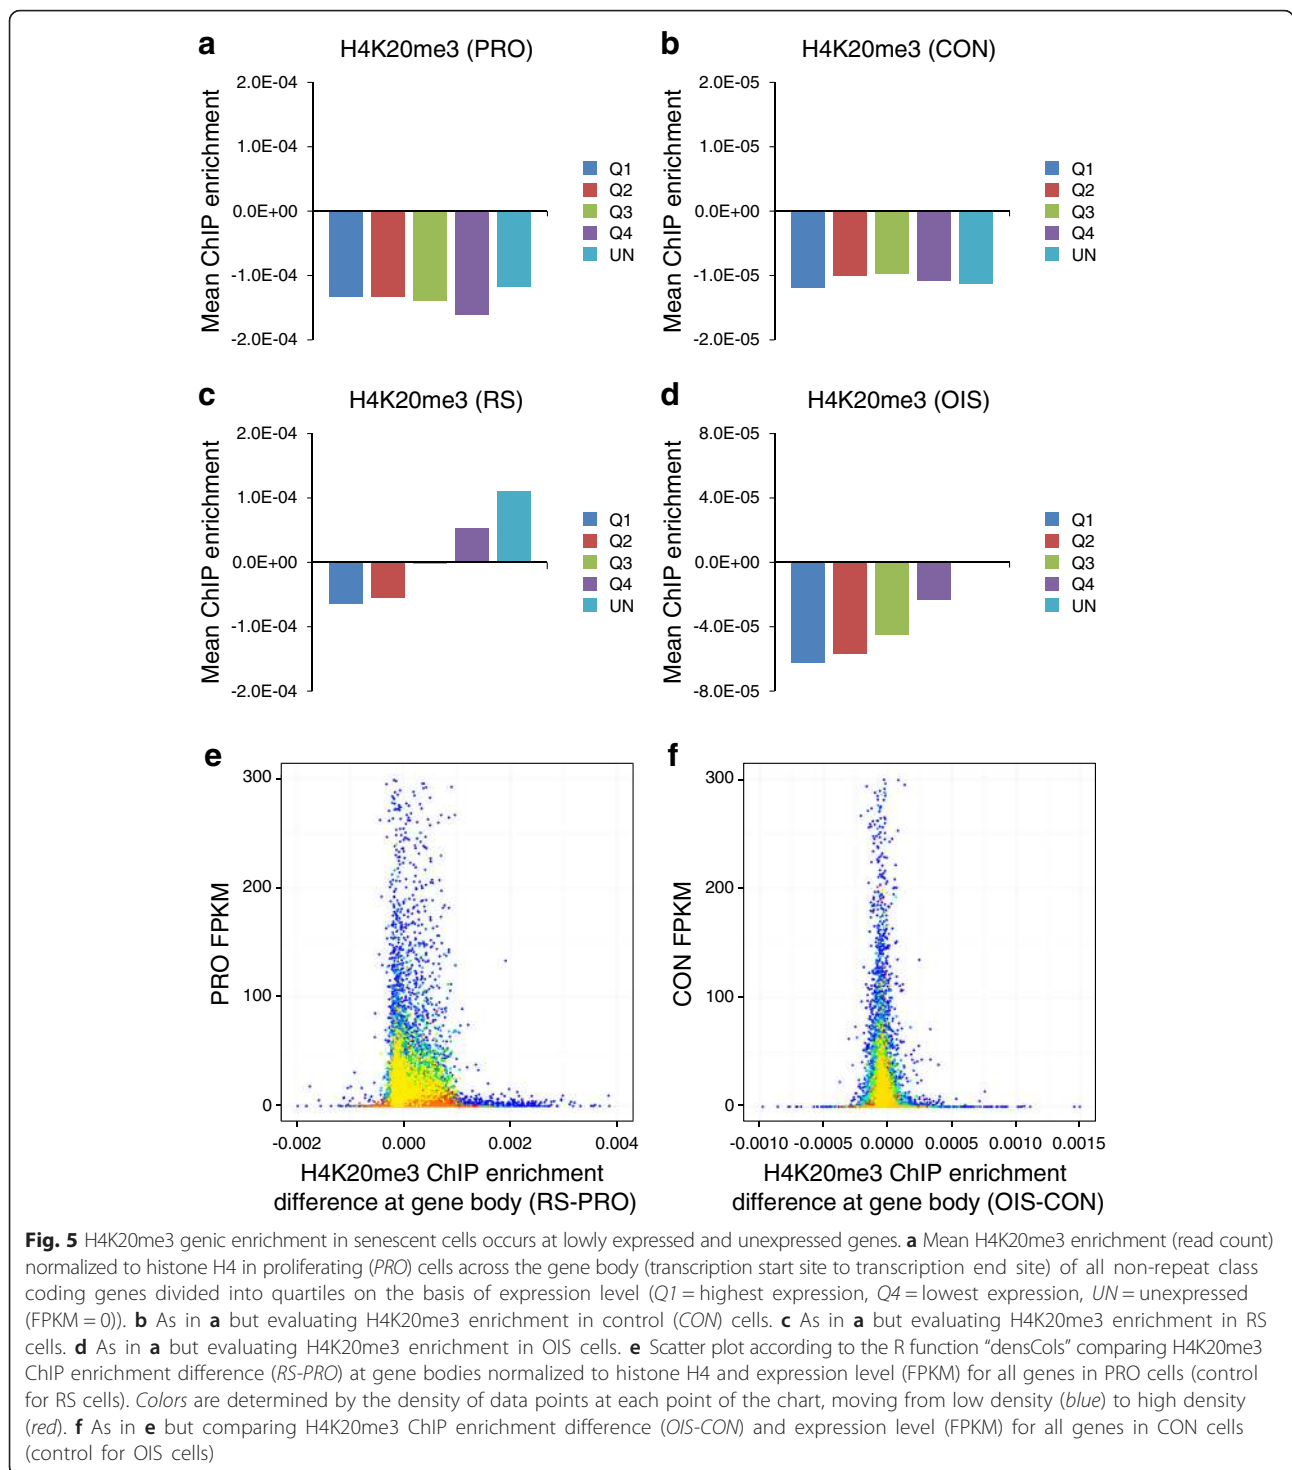 a
H4K20me3 (PRO)
Mean ChIP enrichment
2.0E-04
1.0E-04
0.0E+00
-1.0E-04
-2.0E-04
Q1
Q2
Q3
Q4
UN
b
H4K20me3 (CON)
Mean ChIP enrichment
2.0E-05
1.0E-05
0.0E+00
-1.0E-05
-2.0E-05
Q1
Q2
Q3
Q4
UN
c
H4K20me3 (RS)
Mean ChIP enrichment
2.0E-04
1.0E-04
0.0E+00
-1.0E-04
-2.0E-04
Q1
Q2
Q3
Q4
UN
d
H4K20me3 (OIS)
Mean ChIP enrichment
8.0E-05
4.0E-05
0.0E+00
-4.0E-05
-8.0E-05
Q1
Q2
Q3
Q4
UN
e
PRO FPKM
300
200
100
0
-0.002 0.000 0.002 0.004
H4K20me3 ChIP enrichment
difference at gene body (RS-PRO)
f
CON FPKM
300
200
100
0
-0.0010 -0.0005 0.0000 0.0005 0.0010 0.0015
H4K20me3 ChIP enrichment
difference at gene body (OIS-CON)
Fig. 5 H4K20me3 genic enrichment in senescent cells occurs at lowly expressed and unexpressed genes. a Mean H4K20me3 enrichment (read count)
normalized to histone H4 in proliferating (PRO) cells across the gene body (transcription start site to transcription end site) of all non-repeat class
coding genes divided into quartiles on the basis of expression level (Q1 = highest expression, Q4 = lowest expression, UN = unexpressed
(FPKM = 0)). b As in a but evaluating H4K20me3 enrichment in control (CON) cells. c As in a but evaluating H4K20me3 enrichment in RS
cells. d As in a but evaluating H4K20me3 enrichment in OIS cells. e Scatter plot according to the R function “densCols” comparing H4K20me3
ChIP enrichment difference (RS-PRO) at gene bodies normalized to histone H4 and expression level (FPKM) for all genes in PRO cells (control
for RS cells). Colors are determined by the density of data points at each point of the chart, moving from low density (blue) to high density
(red). f As in e but comparing H4K20me3 ChIP enrichment difference (OIS-CON) and expression level (FPKM) for all genes in CON cells
(control for OIS cells)